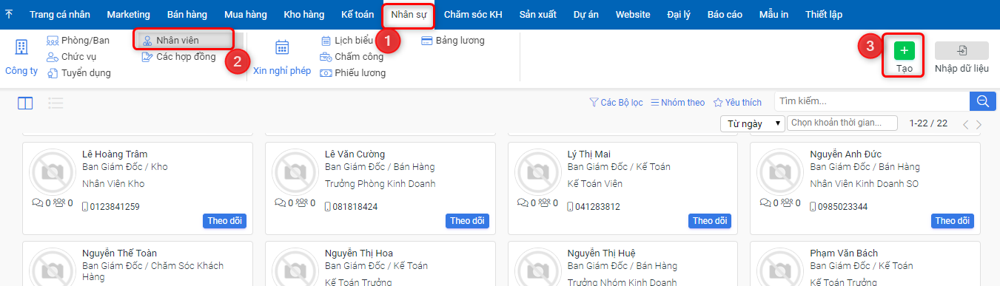 Trang cá nhân Marketing Bán hàng Mua hàng Kho hàng Kế toán Nhân sự Chăm sóc KH Sản xuất Dự án Website Đại lý Báo cáo Mẫu in Thiết lập
Công ty
Phòng/Ban
Chức vụ
Tuyển dụng
Nhân viên
Các hợp đồng
2
Xin nghỉ phép
Lịch biểu
Chấm công
Phiếu lương
1
Bảng lương
3
Tạo
Nhập dữ liệu
Các Bộ lọc Nhóm theo Yêu thích Tìm kiếm...
Từ ngày Chọn khoản thời gian... 1-22 / 22
Lê Hoàng Trâm
Ban Giám Đốc / Kho
Nhân Viên Kho
0 0 0123841259
Theo dõi
Lê Văn Cường
Ban Giám Đốc / Bán Hàng
Trưởng Phòng Kinh Doanh
0 0 081818424
Theo dõi
Lý Thị Mai
Ban Giám Đốc / Kế Toán
Kế Toán Viên
0 0 041283812
Theo dõi
Nguyễn Anh Đức
Ban Giám Đốc / Bán Hàng
Nhân Viên Kinh Doanh SO
0 0 0985023344
Theo dõi
Nguyễn Thế Toàn
Ban Giám Đốc / Chăm Sóc Khách
Hàng
Nguyễn Thị Hoa
Ban Giám Đốc / Kế Toán
Kế Toán Trưởng
Nguyễn Thị Huệ
Ban Giám Đốc / Bán Hàng
Trưởng Nhóm Kinh Doanh
Phạm Văn Bách
Ban Giám Đốc / Kế Toán
Kế Toán Trưởng